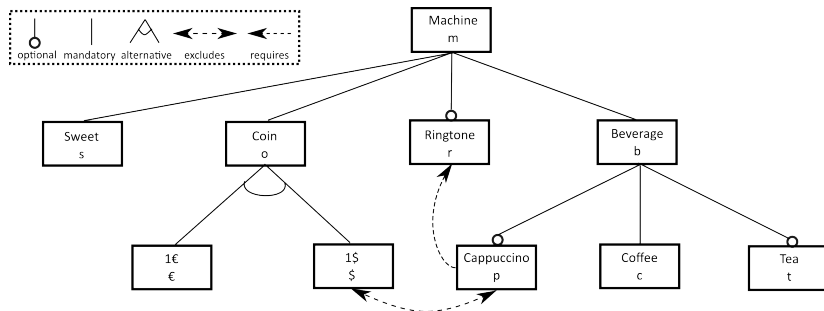 Machine
m
optional mandatory alternative excludes requires
Sweet
s
Coin
o
Ringtone
r
Beverage
b
1€
€
1$
$
Cappuccino
p
Coffee
c
Tea
t